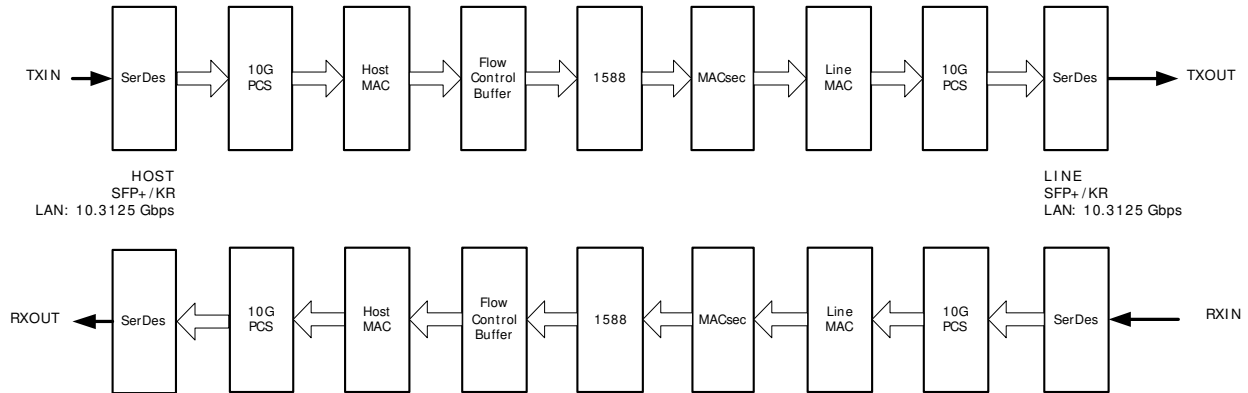 TXIN
SerDes
10G
PCS
Host
MAC
Flow
Control
Buffer
1588
MACsec
Line
MAC
10G
PCS
SerDes
TXOUT
HOST
SFP+/KR
LAN: 10.3125 Gbps
LINE
SFP+/KR
LAN: 10.3125 Gbps
RXOUT
SerDes
10G
PCS
Host
MAC
Flow
Control
Buffer
1588
MACsec
Line
MAC
10G
PCS
SerDes
RXIN